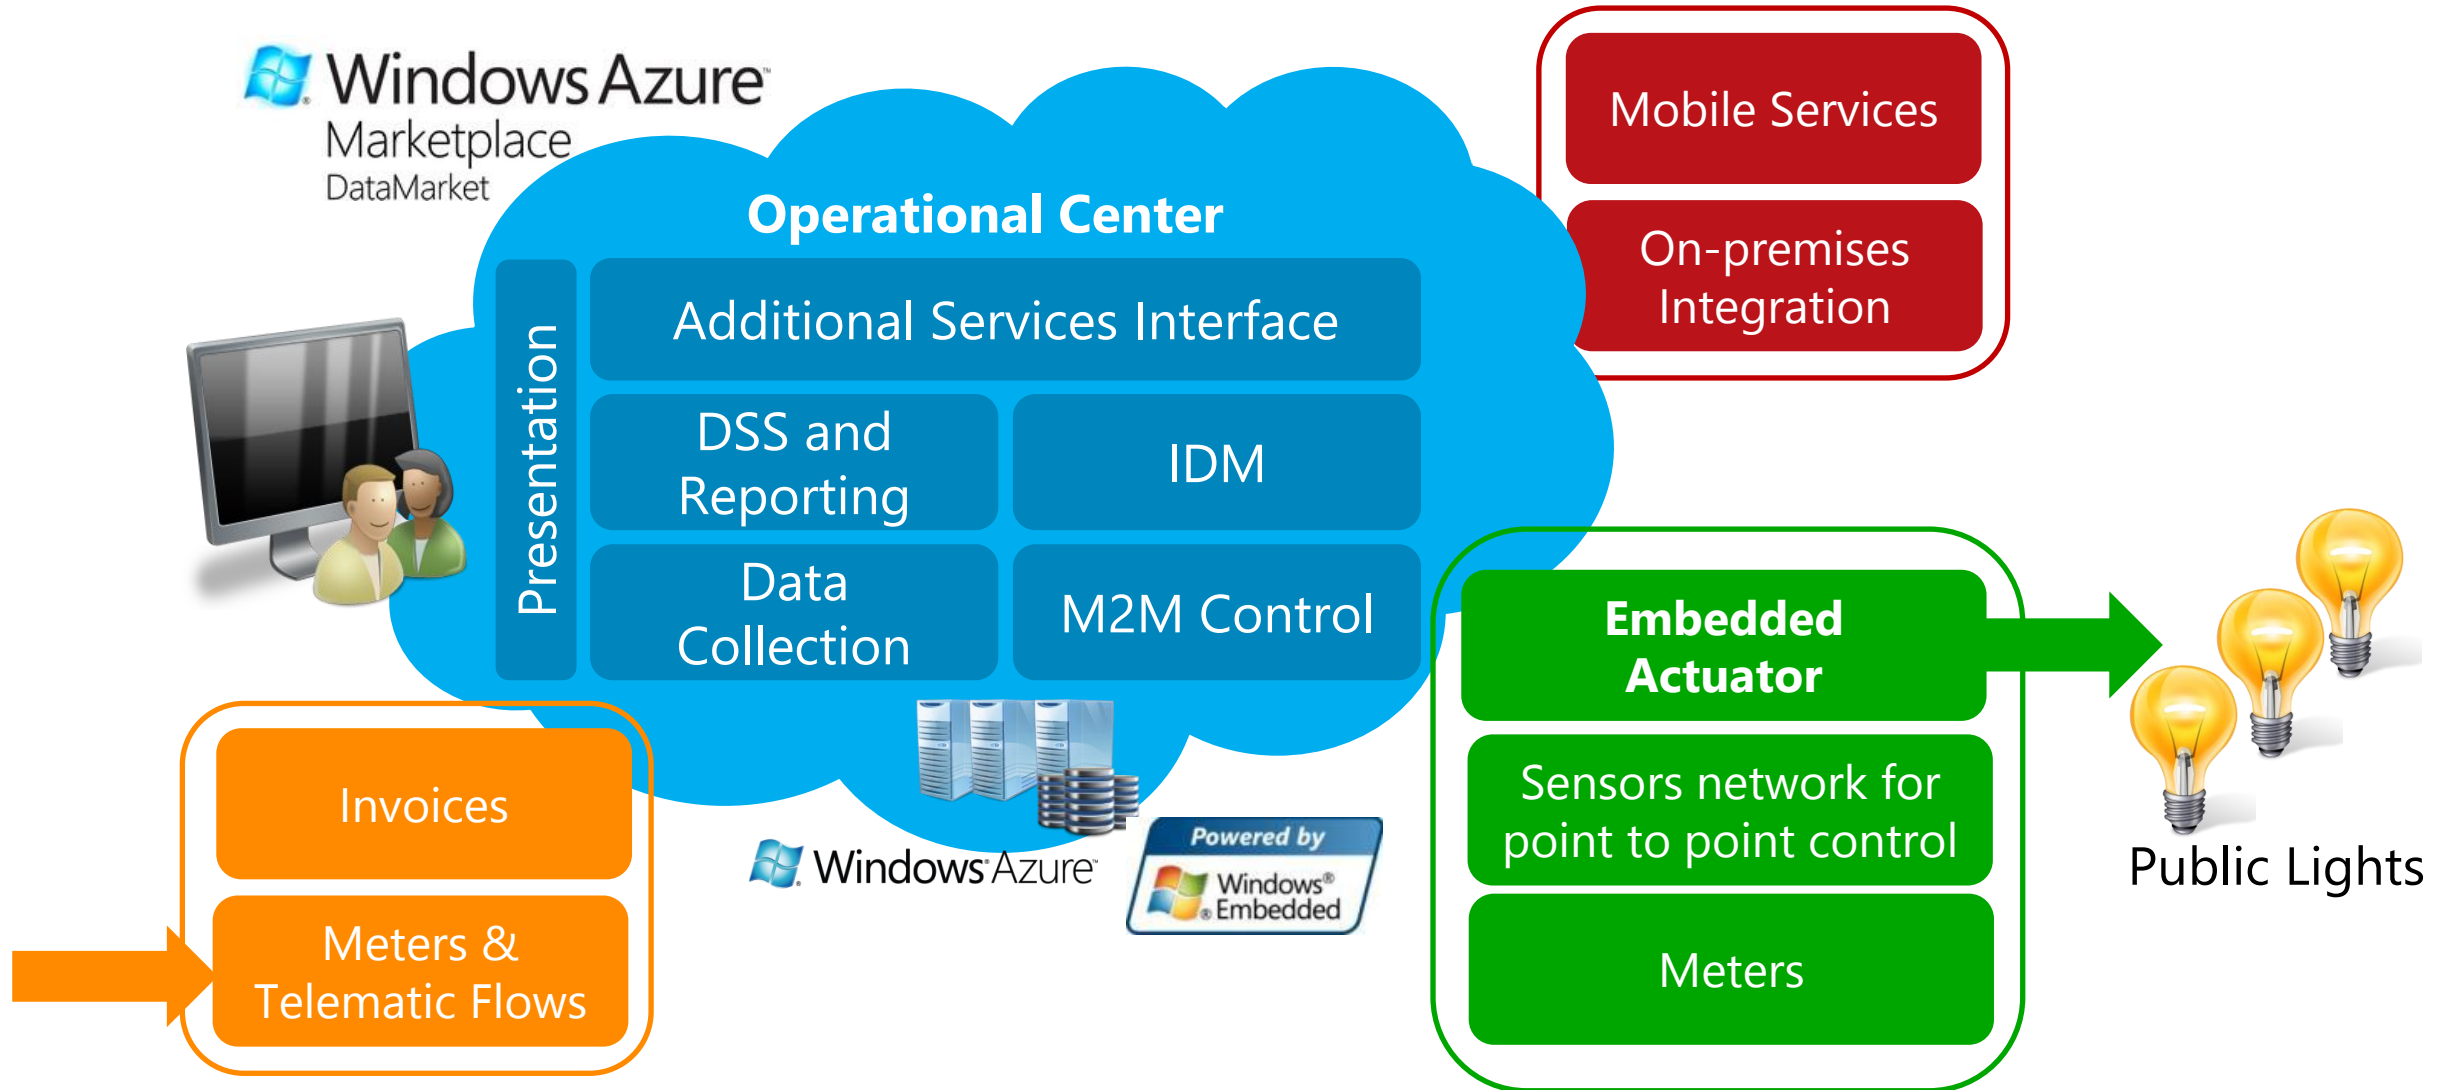 Windows Azure™
Marketplace
DataMarket
Mobile Services
On-premises
Integration
Operational Center
Presentation
Additional Services Interface
DSS and
Reporting
IDM
Data
Collection
M2M Control
Embedded
Actuator
Sensors network for
point to point control
Meters
Public Lights
Invoices
Meters &
Telematic Flows
Windows® Azure™
Powered by
Windows®
Embedded